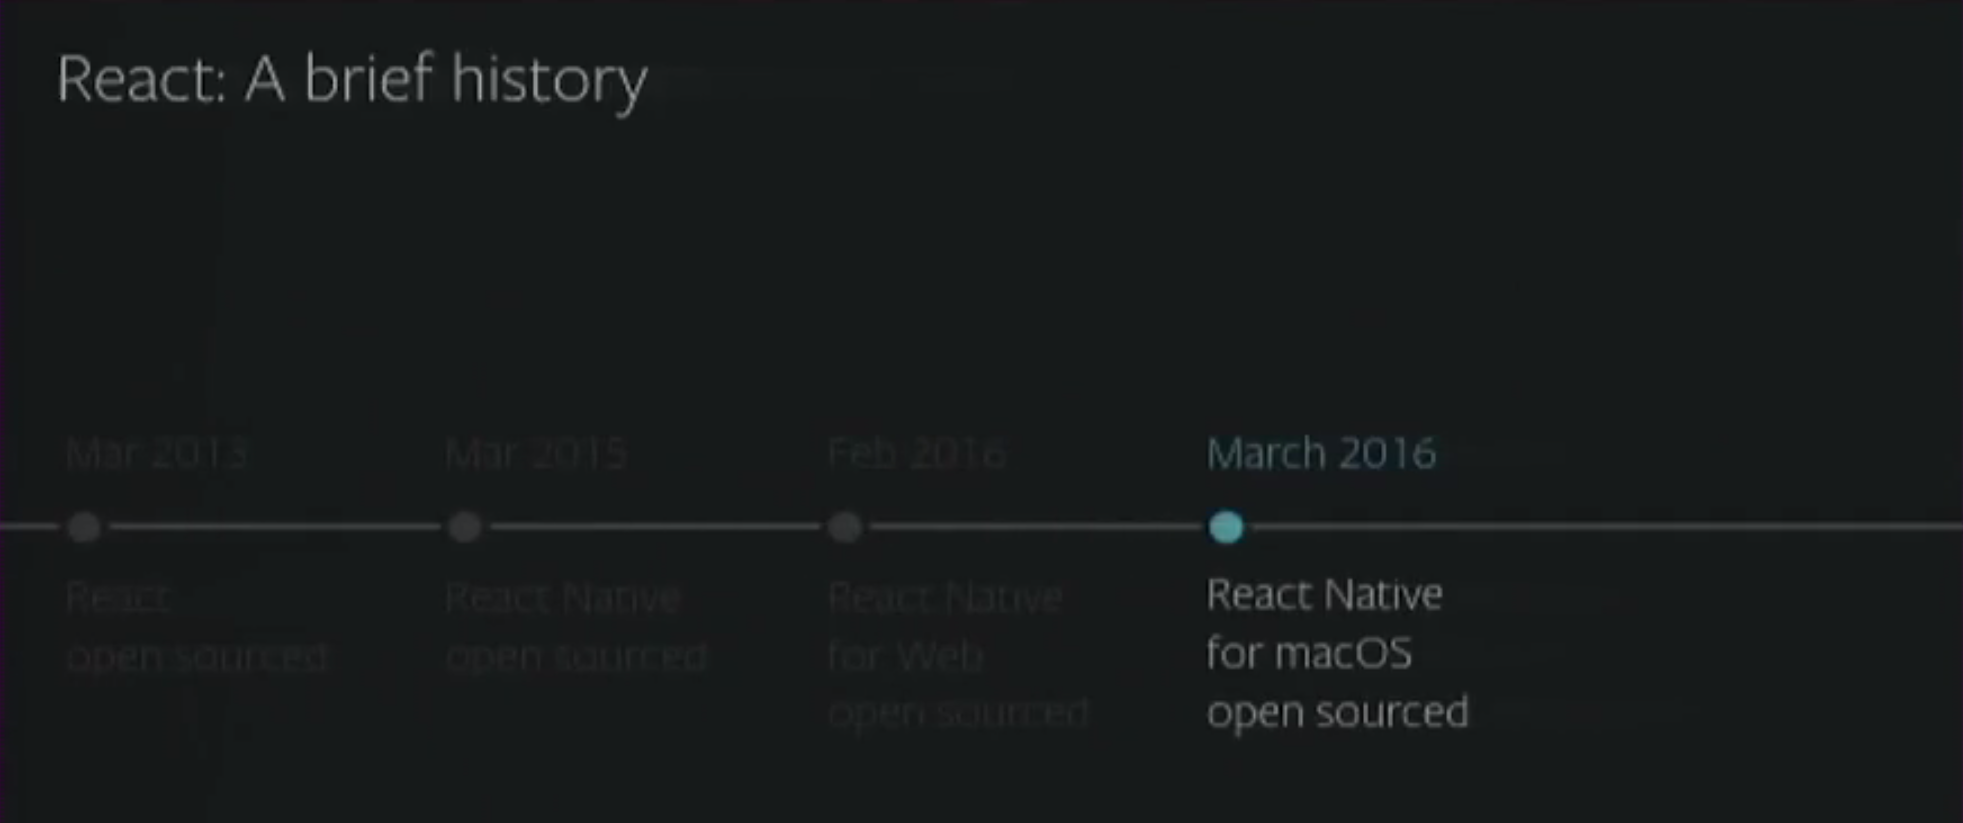 React: A brief history
Mar 2013
Mar 2015
Feb 2016
March 2016
React
open sourced
React Native
open sourced
React Native
for Web
open sourced
React Native
for macOS
open sourced